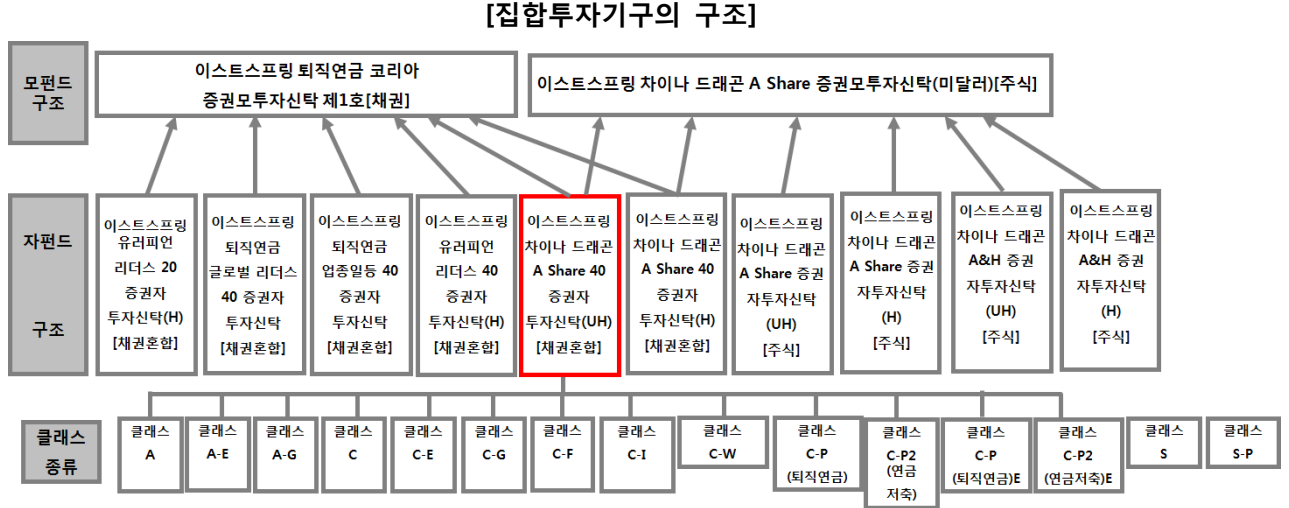 [집합투자기구의 구조]
모펀드
구조
이스트스프링 퇴직연금 코리아
증권모투자신탁 제1호[채권]
이스트스프링 차이나 드래곤 A Share 증권모투자신탁(미달러)[주식]
자펀드
구조
이스트스프링
유러피언
리더스 20
증권자
투자신탁(H)
[채권혼합]
이스트스프링
퇴직연금
글로벌 리더스
40 증권자
투자신탁
[채권혼합]
이스트스프링
퇴직연금
업종일등 40
증권자
투자신탁
[채권혼합]
이스트스프링
유러피언
리더스 40
증권자
투자신탁(H)
[채권혼합]
이스트스프링
차이나 드래곤
A Share 40
증권자
투자신탁(UH)
[채권혼합]
이스트스프링
차이나 드래곤
A Share 40
증권자
투자신탁(H)
[채권혼합]
이스트스프링
차이나 드래곤
A Share 증권
자투자신탁
(UH)
[주식]
이스트스프링
차이나 드래곤
A Share 증권
자투자신탁
(H)
[주식]
이스트스프링
차이나 드래곤
A&H 증권
자투자신탁
(UH)
[주식]
이스트스프링
차이나 드래곤
A&H 증권
자투자신탁
(H)
[주식]
클래스
종류
클래스
A
클래스
A-E
클래스
A-G
클래스
C
클래스
C-E
클래스
C-G
클래스
C-F
클래스
C-I
클래스
C-W
클래스
C-P
(퇴직연금)
클래스
C-P2
(연금
저축)
클래스
C-P
(퇴직연금)E
클래스
C-P2
(연금저축)E
클래스
S
클래스
S-P